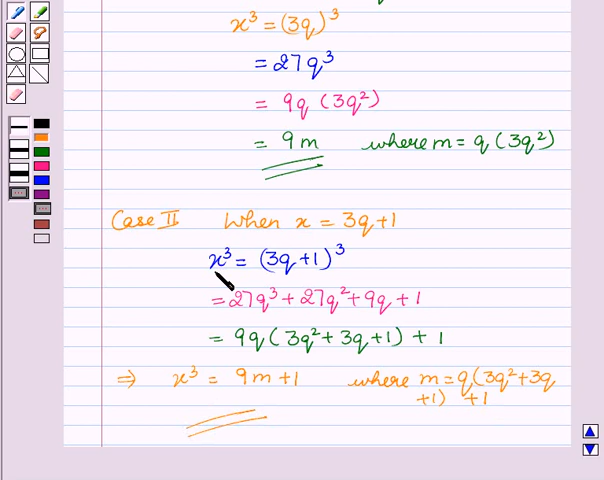 x³ = (3q)³
= 27q³
= 9q (3q²)
= 9m where m = q (3q²)
Case II When x = 3q+1
x³ = (3q+1)³
= 27q³ + 27q² + 9q + 1
= 9q (3q² + 3q + 1) + 1
⇒ x³ = 9m + 1 where m = q(3q² + 3q
+1) + 1